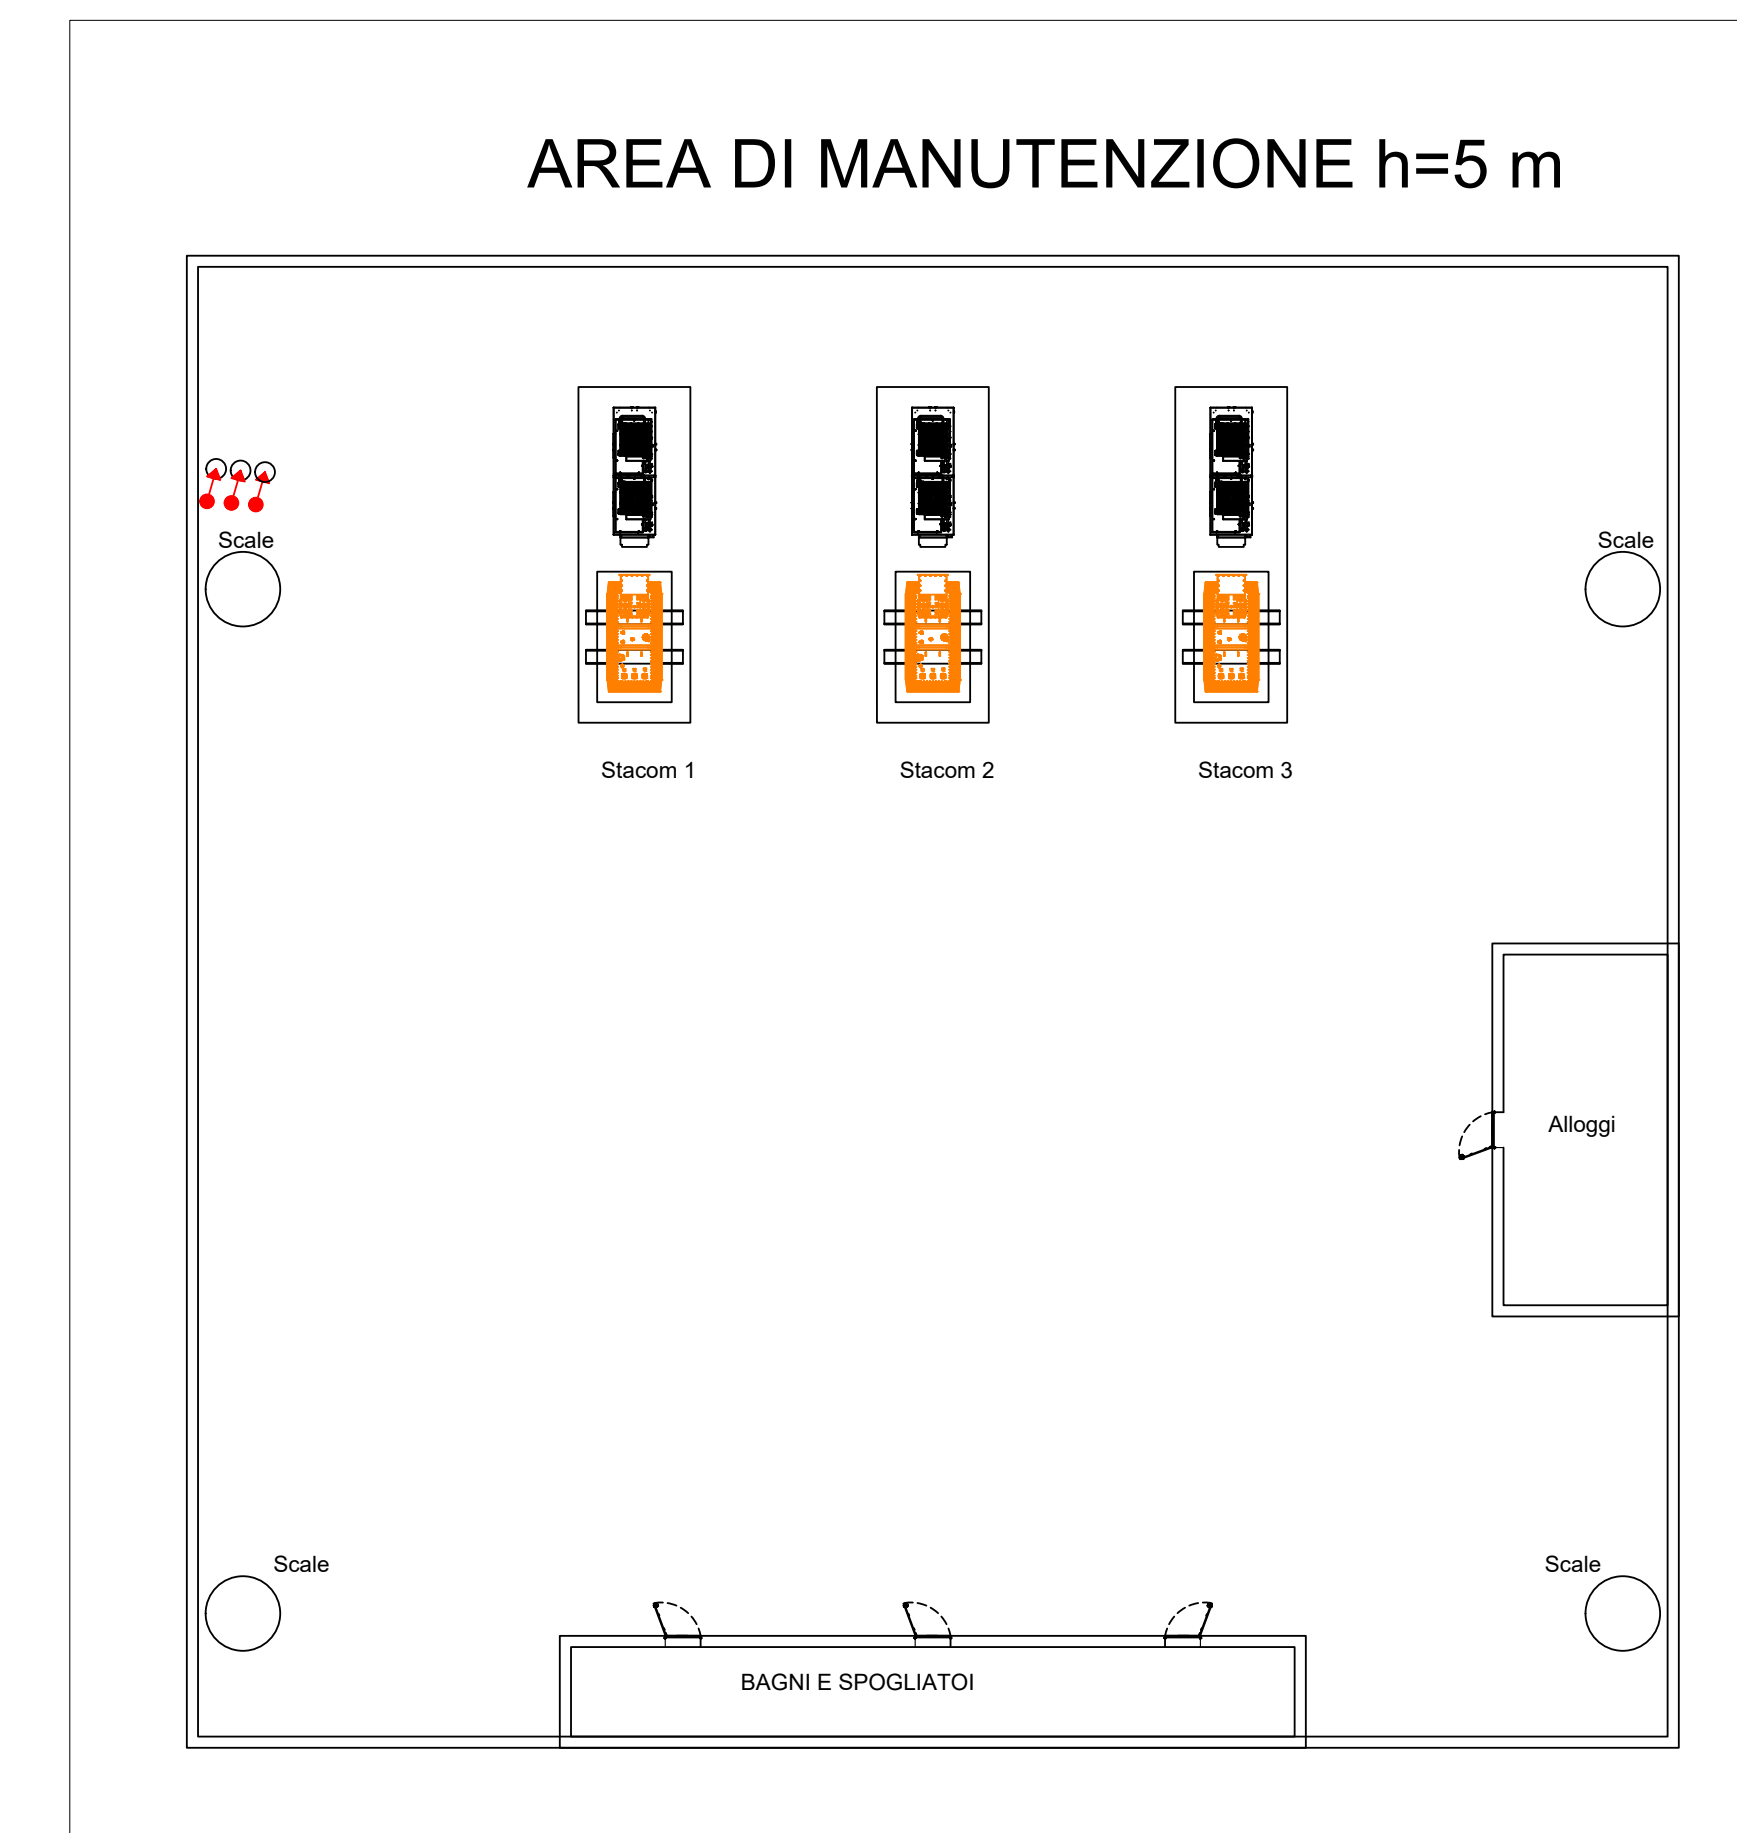 AREA DI MANUTENZIONE h=5 m
Scale
Scale
Stacom 1
Stacom 2
Stacom 3
Alloggi
Scale
Scale
BAGNI E SPOGLIATOI